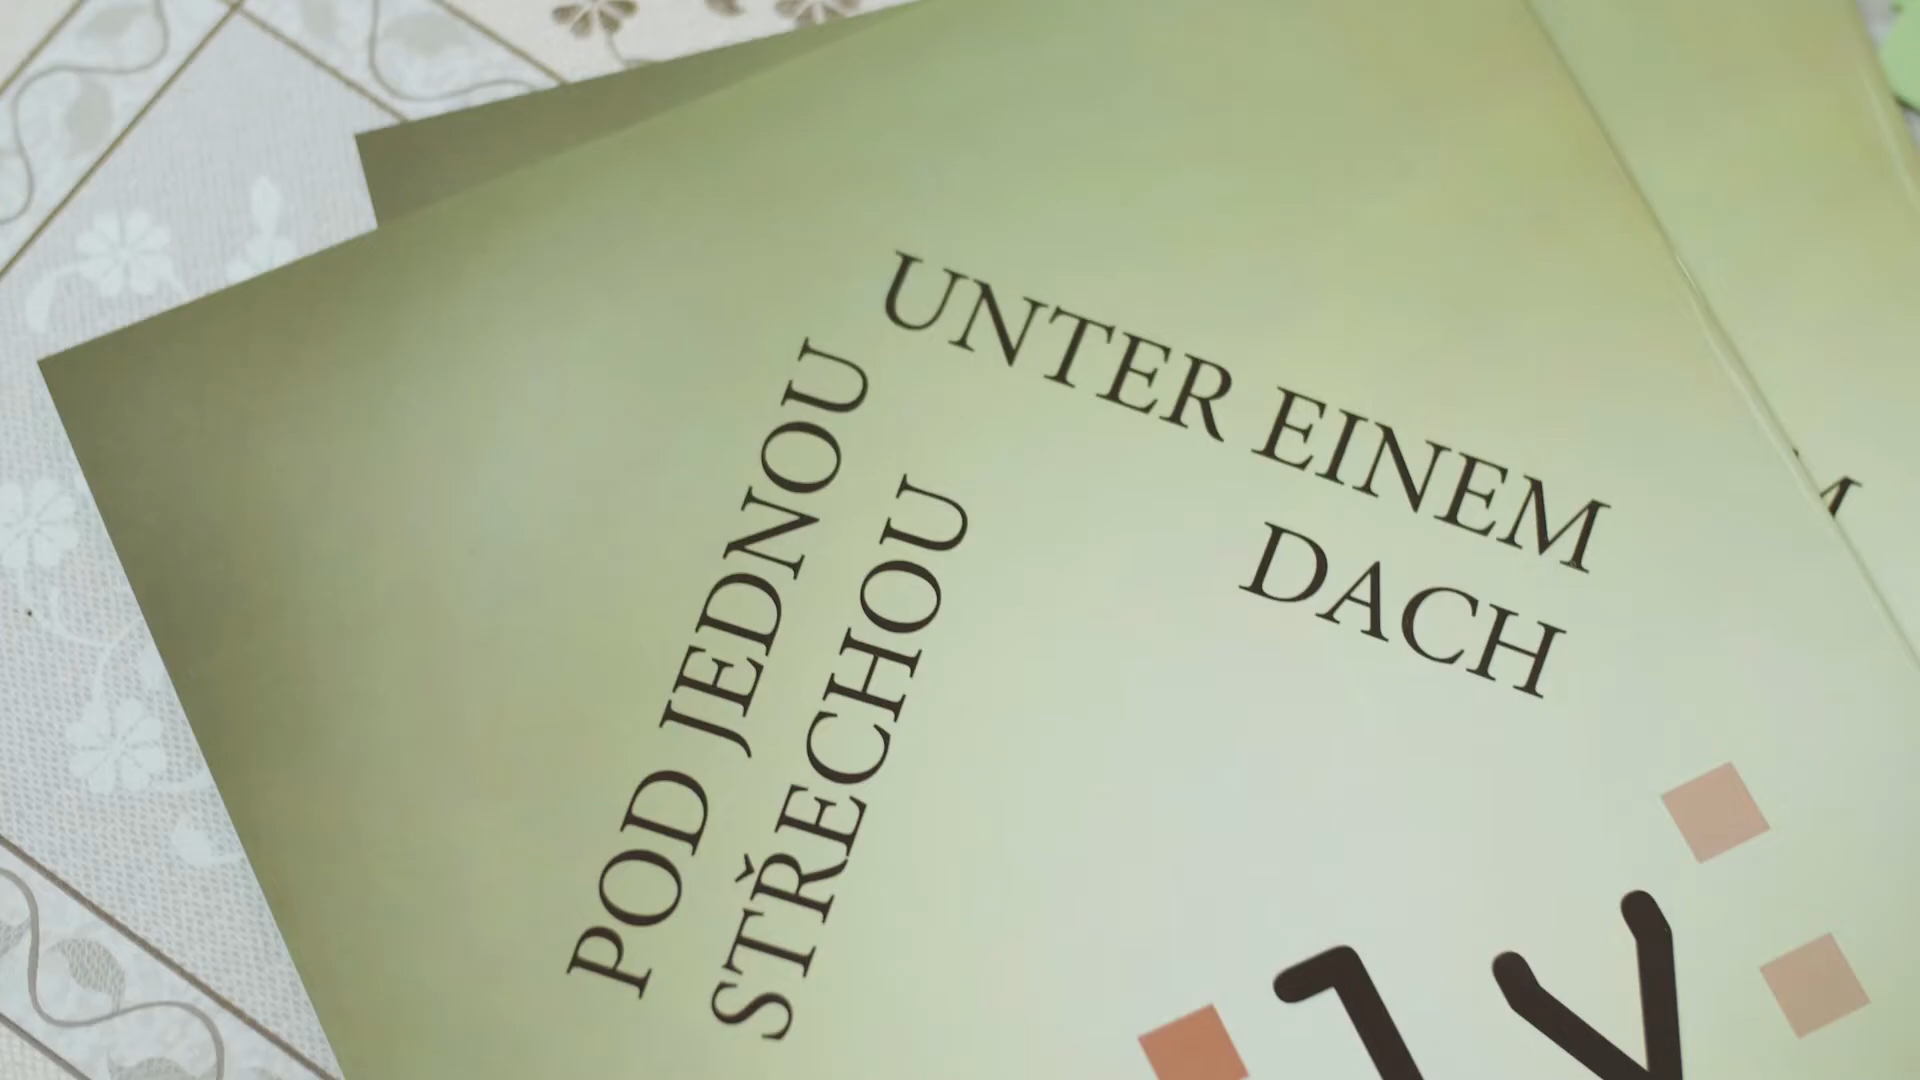 UNTER EINEM
DACH
POD JEDNOU
STŘECHOU
M